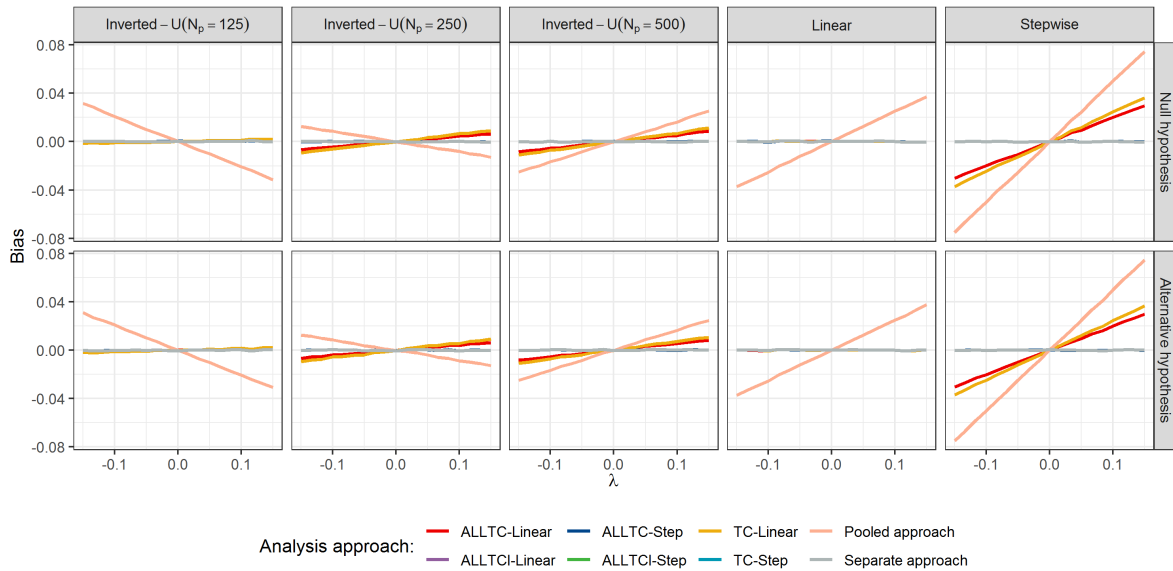 Inverted – U(Np = 125) Inverted – U(Np = 250) Inverted – U(Np = 500) Linear Stepwise
0.08
0.04
0.00
-0.04
-0.08
Null hypothesis
Bias
0.08
0.04
0.00
-0.04
-0.08
Alternative hypothesis
-0.1 0.0 0.1 -0.1 0.0 0.1 -0.1 0.0 0.1 -0.1 0.0 0.1 -0.1 0.0 0.1
λ
Analysis approach:
ALLTC-Linear ALLTC-Step TC-Linear Pooled approach
ALLTCI-Linear ALLTCI-Step TC-Step Separate approach